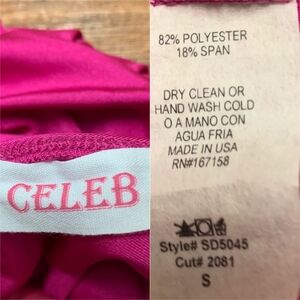 CELEB
82% POLYESTER
18% SPAN
DRY CLEAN OR
HAND WASH COLD
O A MANO CON
AGUA FRIA
MADE IN USA
RN#167158
Style# SD5045
Cut# 2081
S